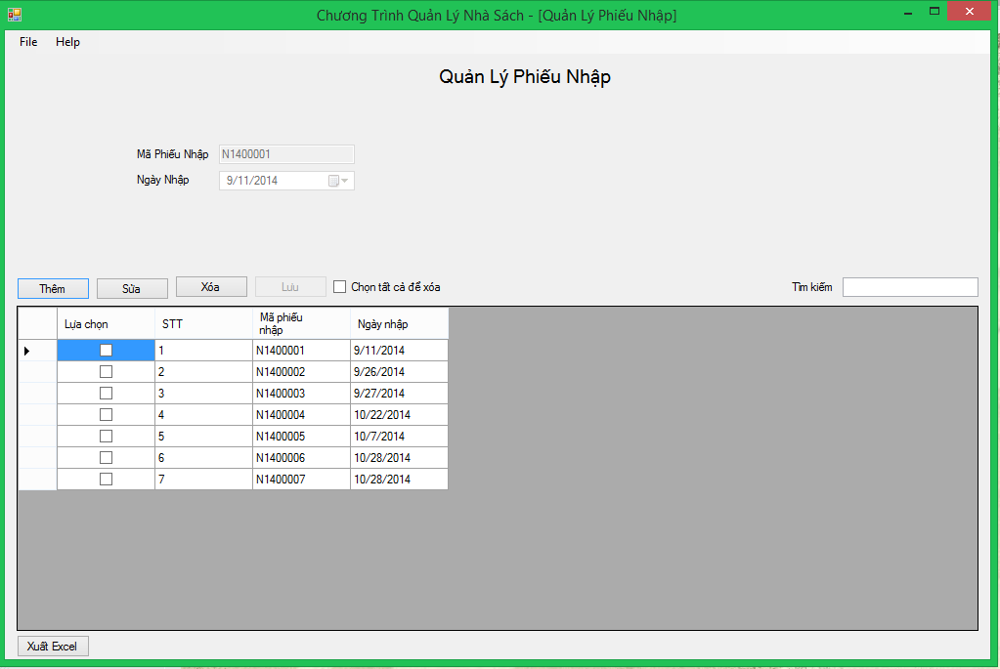 Chương Trình Quản Lý Nhà Sách - [Quản Lý Phiếu Nhập]
File Help
Quản Lý Phiếu Nhập
Mã Phiếu Nhập N1400001
Ngày Nhập 9/11/2014
Thêm Sửa Xóa Lưu Chọn tất cả để xóa Tìm kiếm
Lựa chọn STT Mã phiếu nhập Ngày nhập
1 N1400001 9/11/2014
2 N1400002 9/26/2014
3 N1400003 9/27/2014
4 N1400004 10/22/2014
5 N1400005 10/7/2014
6 N1400006 10/28/2014
7 N1400007 10/28/2014
Xuất Excel